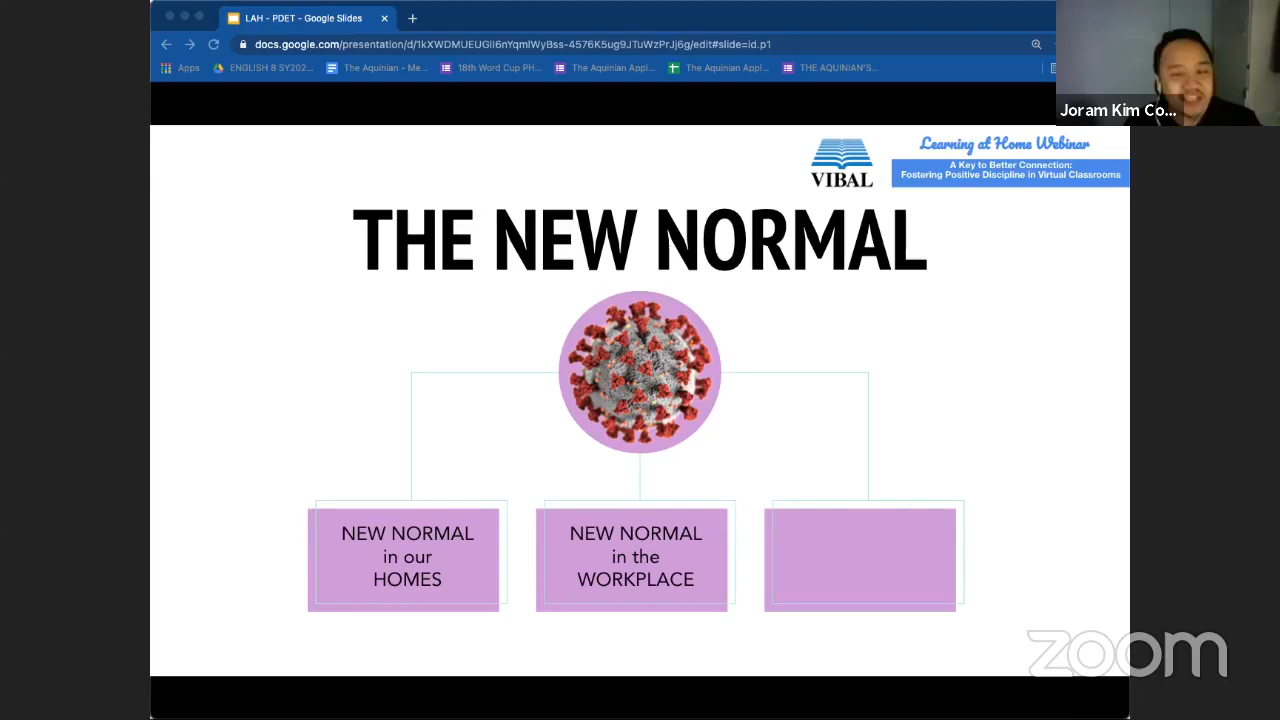 LAH - PDET - Google Slides
docs.google.com/presentation/d/1kXWDMUEUGIl6nYqmlWyBss-4576K5ug9JTuWzPrJj6g/edit#slide=id.p1
Apps
ENGLISH 8 SY202...
The Aquinian - Me...
18th Word Cup PH...
The Aquinian Appl...
The Aquinian Appl...
THE AQUINIAN'S...
Joram Kim Co...
VIBAL
Learning at Home Webinar
A Key to Better Connection:
Fostering Positive Discipline in Virtual Classrooms
THE NEW NORMAL
NEW NORMAL
in our
HOMES
NEW NORMAL
in the
WORKPLACE
zoom